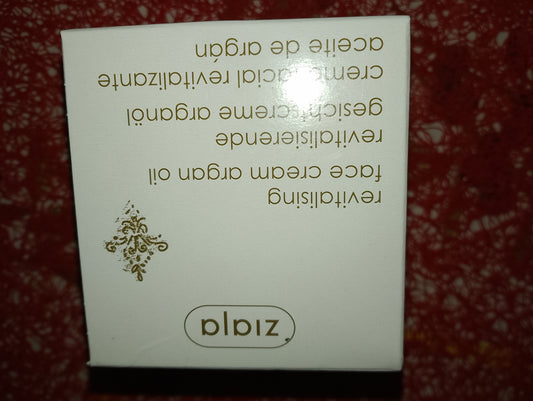 ziaja
revitalising
face cream argan oil
revitalisierende
gesichtscreme arganöl
crema facial revitalizante
aceite de argán